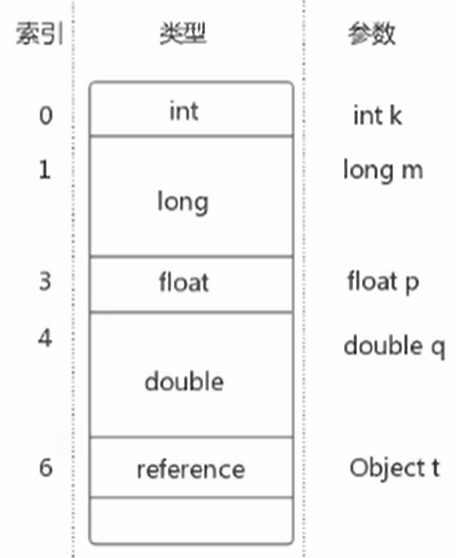 索引 类型 参数
0 int int k
1 long long m
3 float float p
4 double double q
6 reference Object t